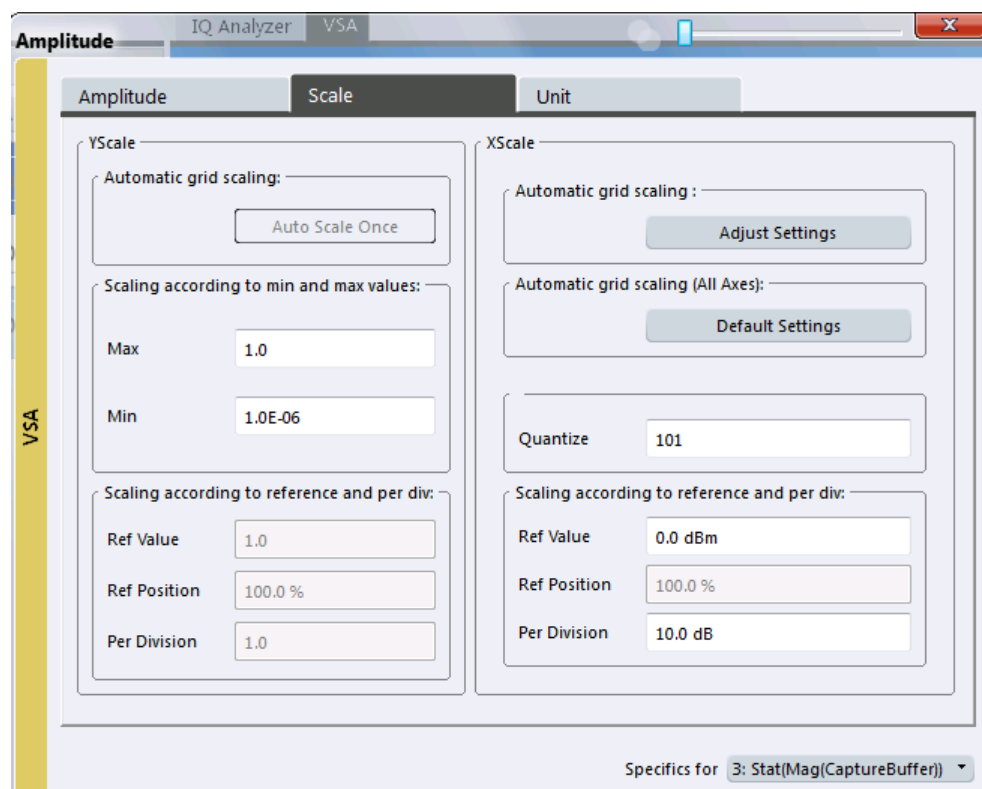 IQ Analyzer VSA
Amplitude
Amplitude Scale Unit
VSA
YScale
Automatic grid scaling:
Auto Scale Once
Scaling according to min and max values:
Max 1.0
Min 1.0E-06
Scaling according to reference and per div:
Ref Value 1.0
Ref Position 100.0 %
Per Division 1.0
XScale
Automatic grid scaling :
Adjust Settings
Automatic grid scaling (All Axes):
Default Settings
Quantize 101
Scaling according to reference and per div:
Ref Value 0.0 dBm
Ref Position 100.0 %
Per Division 10.0 dB
Specifics for 3: Stat(Mag(CaptureBuffer))